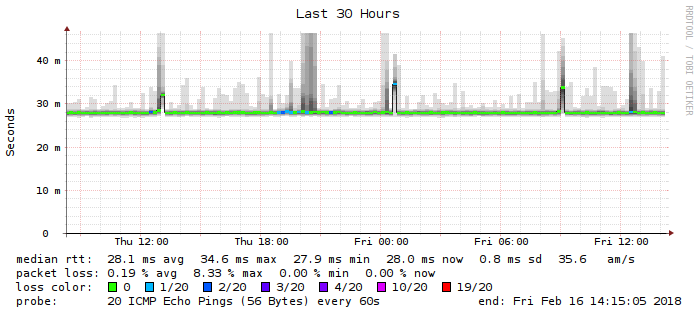 Last 30 Hours
RRDTOOL / TOBI OETIKER
Seconds
40 m
30 m
20 m
10 m
0
Thu 12:00 Thu 18:00 Fri 00:00 Fri 06:00 Fri 12:00
median rtt: 28.1 ms avg 34.6 ms max 27.9 ms min 28.0 ms now 0.8 ms sd 35.6 am/s
packet loss: 0.19 % avg 8.33 % max 0.00 % min 0.00 % now
loss color: 0 1/20 2/20 3/20 4/20 10/20 19/20
probe: 20 ICMP Echo Pings (56 Bytes) every 60s end: Fri Feb 16 14:15:05 2018